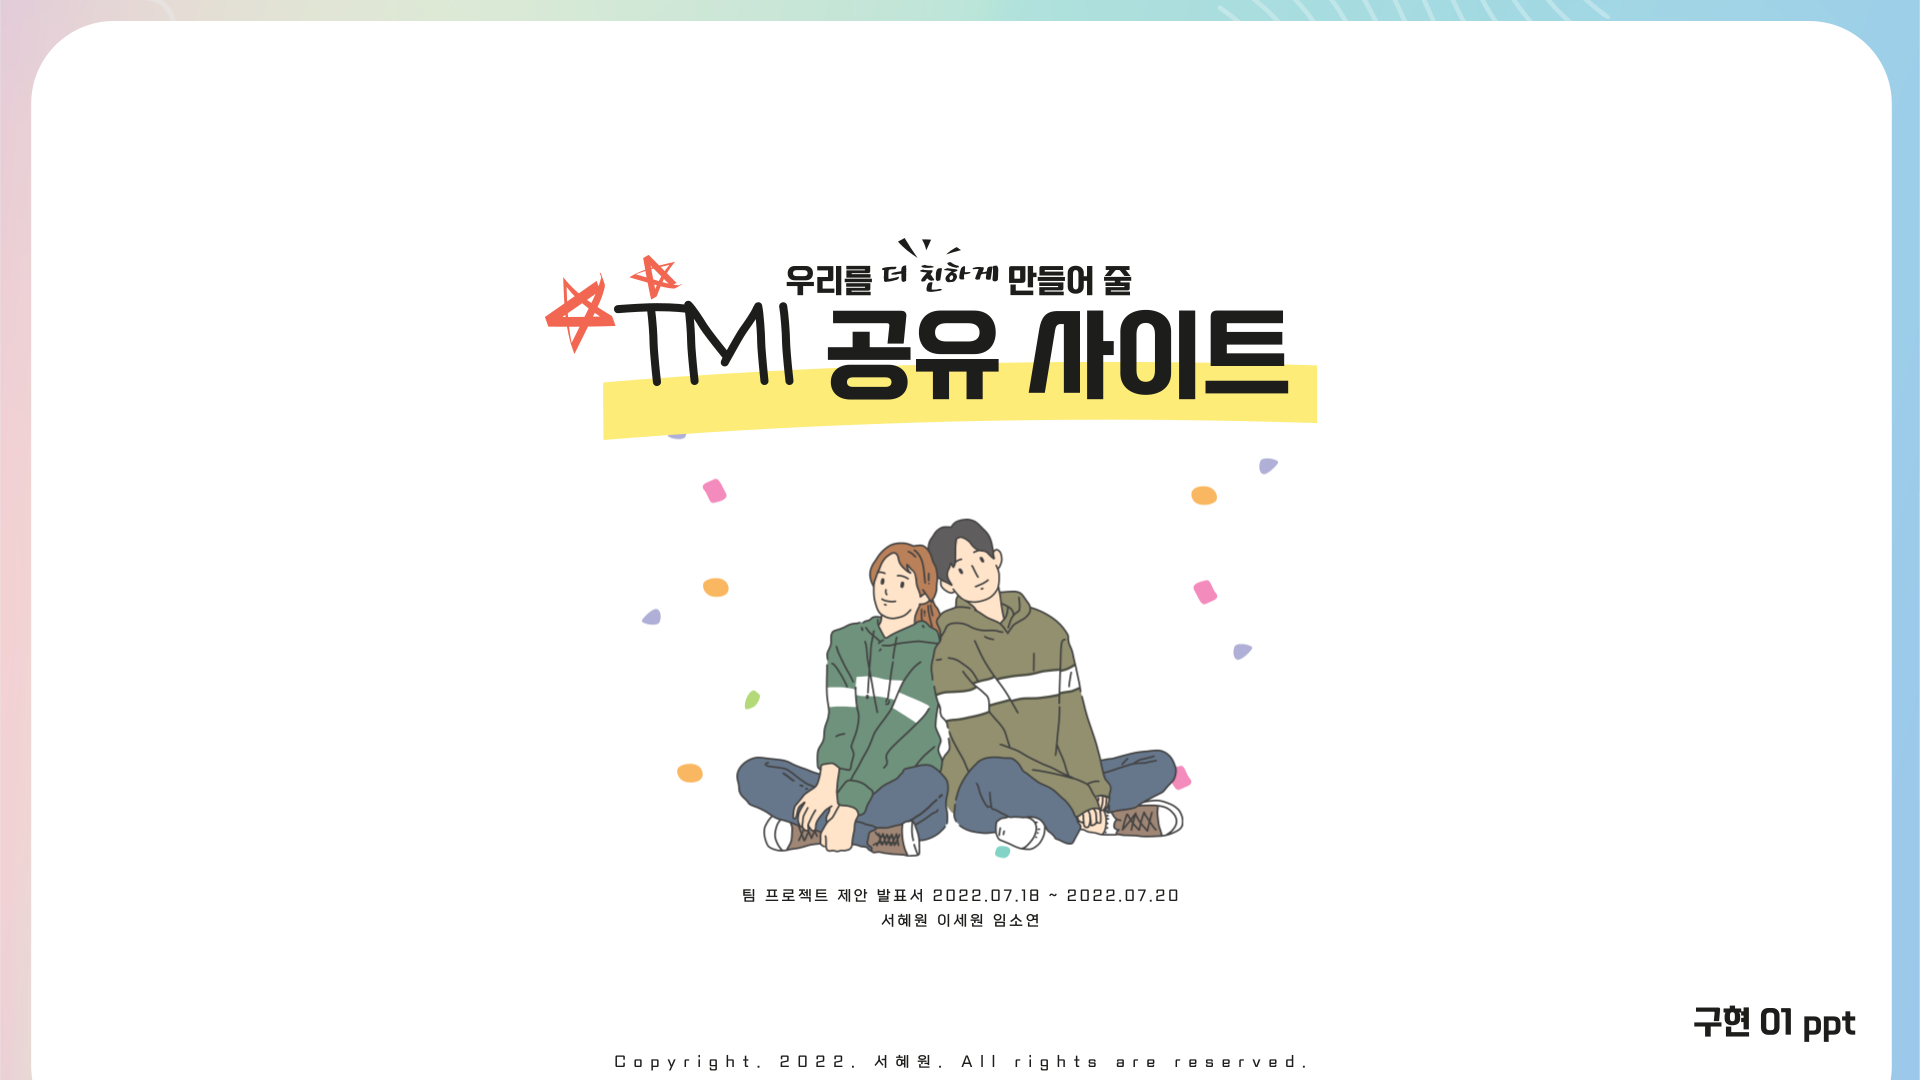 우리를 더 친하게 만들어 줄
TMI 공유 사이트
팀 프로젝트 제안 발표서 2022.07.18 ~ 2022.07.20
서혜원 이세원 임소연
구현 01 ppt
Copyright. 2022. 서혜원. All rights are reserved.